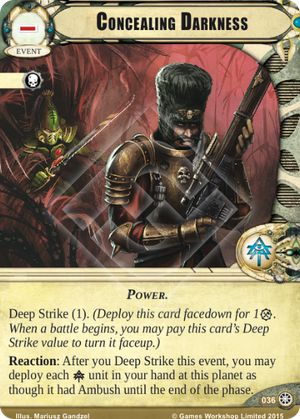 CONCEALING DARKNESS
EVENT
POWER.
Deep Strike (1). (Deploy this card facedown for 1
When a battle begins, you may pay this card's Deep
Strike value to turn it faceup.)
Reaction: After you Deep Strike this event, you may
deploy each unit in your hand at this planet as
though it had Ambush until the end of the phase.
036
Illus: Mariusz Gandzel
© Games Workshop Limited 2015